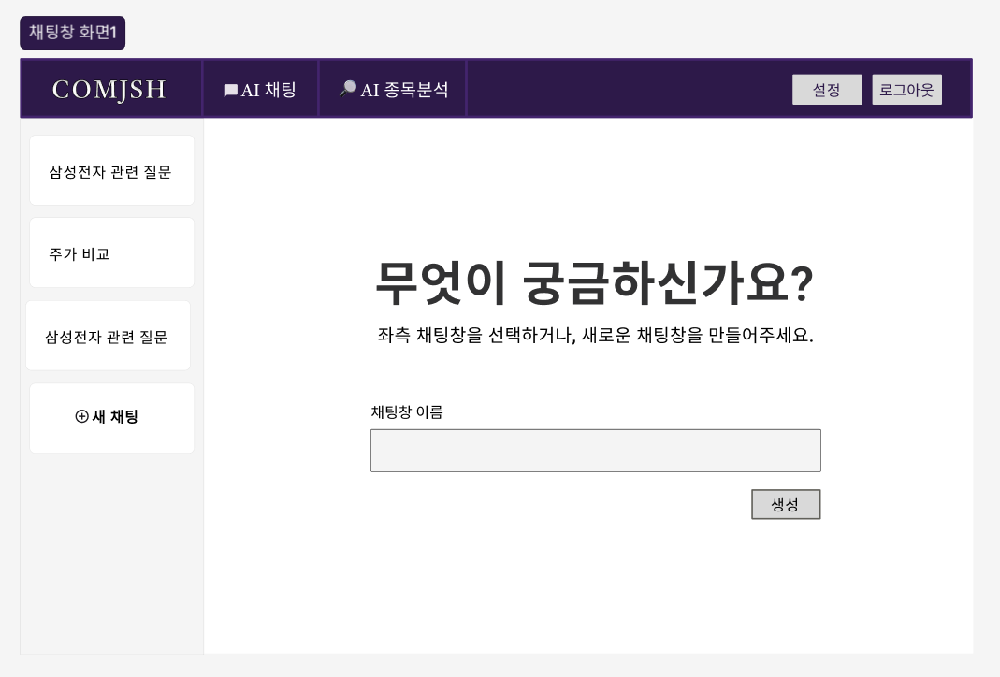 채팅창 화면1
COMJSH
AI 채팅
AI 종목분석
설정
로그아웃
삼성전자 관련 질문
주가 비교
삼성전자 관련 질문
새 채팅
무엇이 궁금하신가요?
좌측 채팅창을 선택하거나, 새로운 채팅창을 만들어주세요.
채팅창 이름
생성